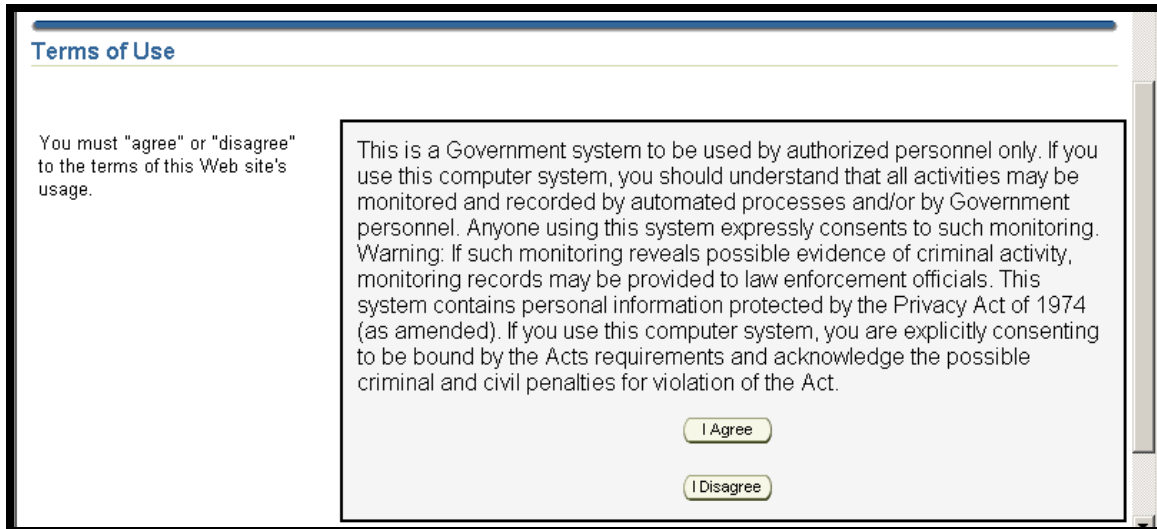 Terms of Use
You must "agree" or "disagree"
to the terms of this Web site's
usage.
This is a Government system to be used by authorized personnel only. If you
use this computer system, you should understand that all activities may be
monitored and recorded by automated processes and/or by Government
personnel. Anyone using this system expressly consents to such monitoring.
Warning: If such monitoring reveals possible evidence of criminal activity,
monitoring records may be provided to law enforcement officials. This
system contains personal information protected by the Privacy Act of 1974
(as amended). If you use this computer system, you are explicitly consenting
to be bound by the Acts requirements and acknowledge the possible
criminal and civil penalties for violation of the Act.
I Agree
I Disagree